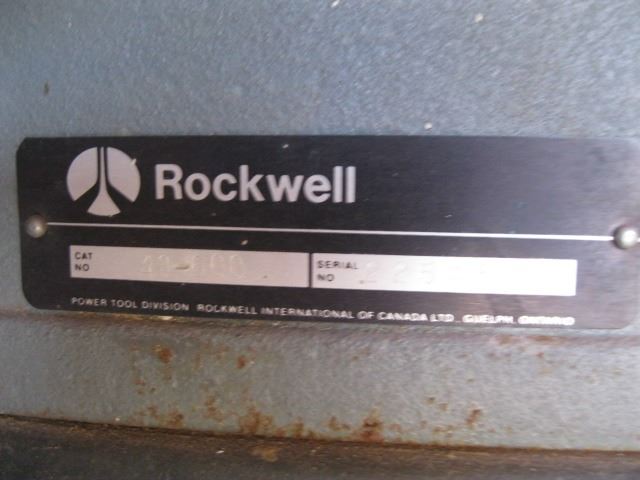 Rockwell
CAT
NO
SERIAL
NO
POWER TOOL DIVISION ROCKWELL INTERNATIONAL OF CANADA LTD. GUELPH, ONTARIO